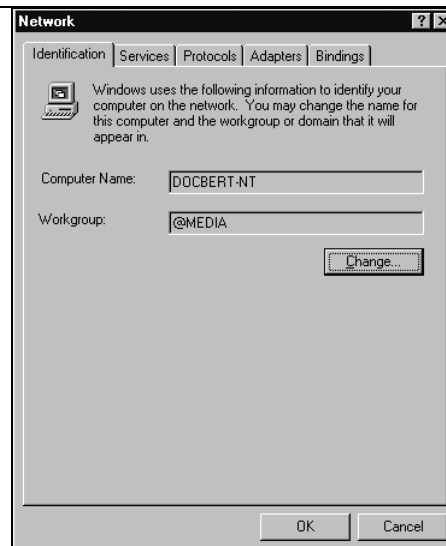 Network
Identification Services Protocols Adapters Bindings
Windows uses the following information to identify your
computer on the network. You may change the name for
this computer and the workgroup or domain that it will
appear in.
Computer Name: DOCBERT-NT
Workgroup: @MEDIA
Change...
OK Cancel